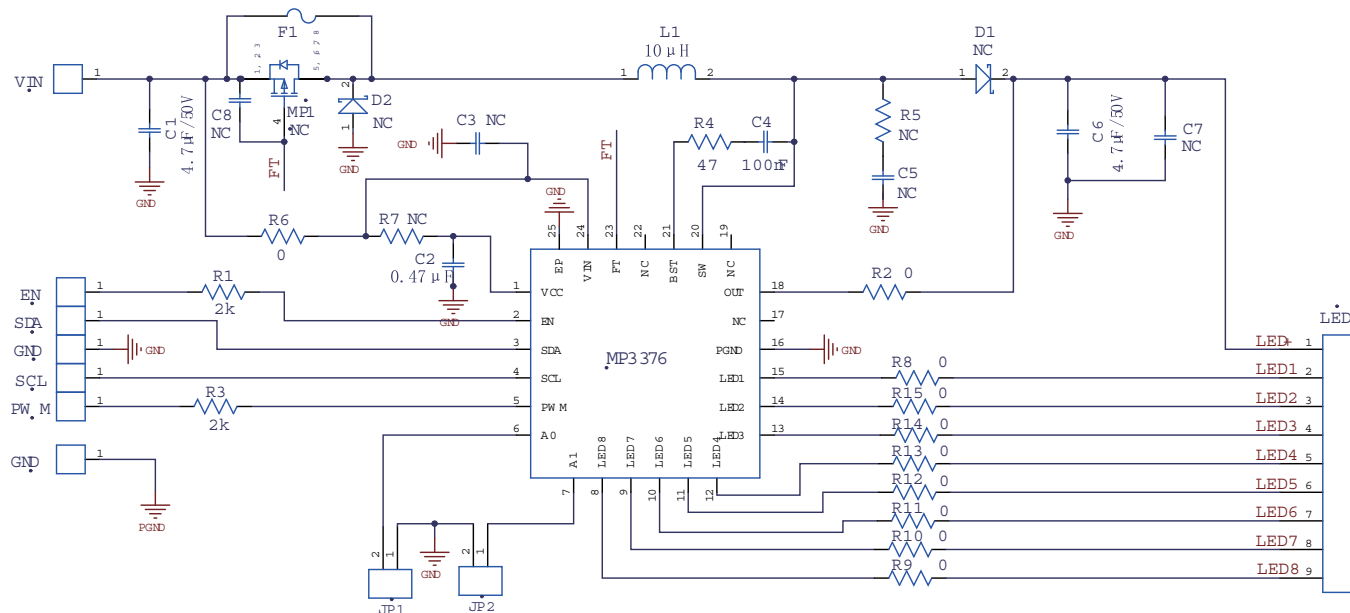 F1
L1
10μH
D1
NC
1, 2 3
5, 6 7 8
4
VIN
1
C1
4.7μF/50V
GND
C8
NC
MP1
NC
FT
2
D2
1
NC
GND
C3 NC
GND
FT
1
2
R4
47
C4
100nF
R5
NC
C5
NC
GND
1
2
C6
4.7μF/50V
C7
NC
GND
R6
0
R7 NC
C2
0.47μF
GND
GND
25
24
23
22
21
20
19
EP
VIN
FT
NC
BST
SW
NC
EN
1
R1
2k
SDA
1
GND
1
GND
SCL
1
PWM
1
R3
2k
GND
1
PGND
1
VCC
2
EN
3
SDA
4
SCL
5
PWM
6
A0
MP3376
OUT
18
NC
17
PGND
16
GND
LED1
15
LED2
14
LED3
13
A1
LED8
LED7
LED6
LED5
LED4
7
8
9
10
11
12
R2 0
R8 0
R15 0
R14 0
R13 0
R12 0
R11 0
R10 0
R9 0
LED
LED+ 1
LED1 2
LED2 3
LED3 4
LED4 5
LED5 6
LED6 7
LED7 8
LED8 9
2
1
JP1
GND
2
1
JP2